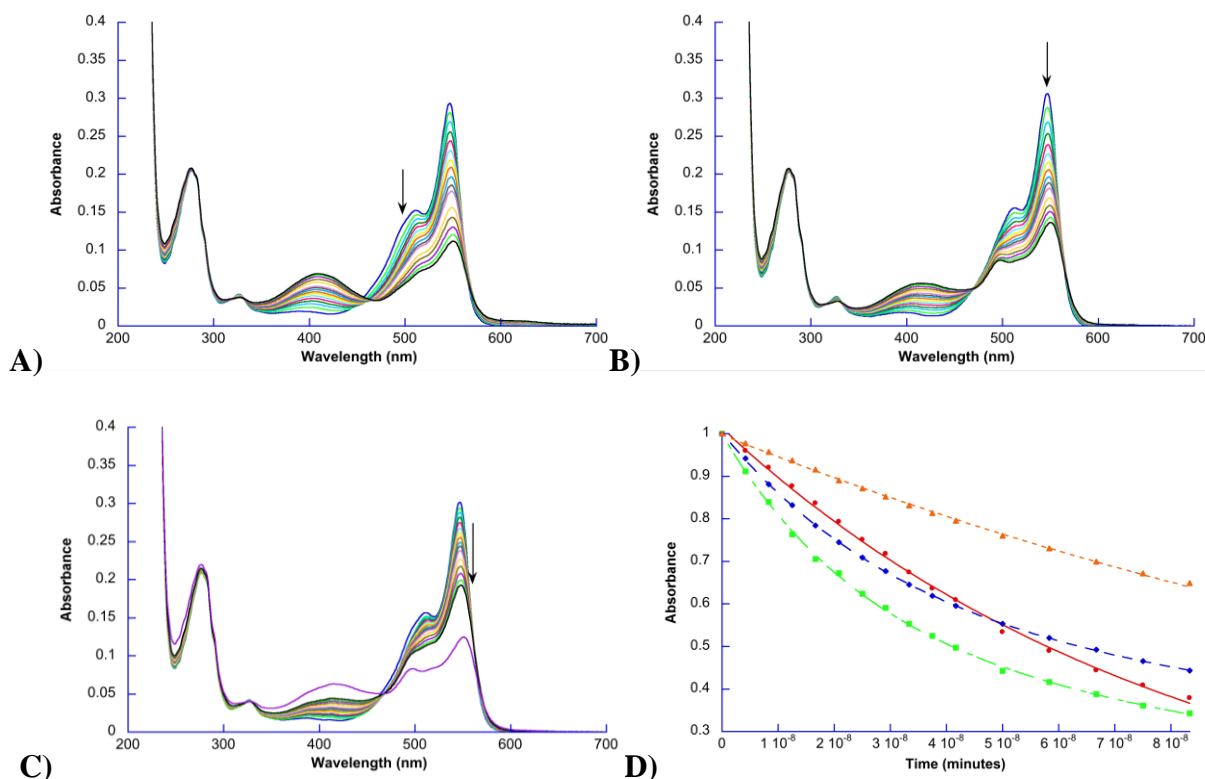 0.4
0.35
0.3
0.25
0.2
0.15
0.1
0.05
0
Absorbance
200 300 400 500 600 700
Wavelength (nm)
A)
0.4
0.35
0.3
0.25
0.2
0.15
0.1
0.05
0
Absorbance
200 300 400 500 600 700
Wavelength (nm)
B)
0.4
0.35
0.3
0.25
0.2
0.15
0.1
0.05
0
Absorbance
200 300 400 500 600 700
Wavelength (nm)
C)
1
0.9
0.8
0.7
0.6
0.5
0.4
0.3
Absorbance
0 1 10⁻⁸ 2 10⁻⁸ 3 10⁻⁸ 4 10⁻⁸ 5 10⁻⁸ 6 10⁻⁸ 7 10⁻⁸ 8 10⁻⁸
Time (minutes)
D)